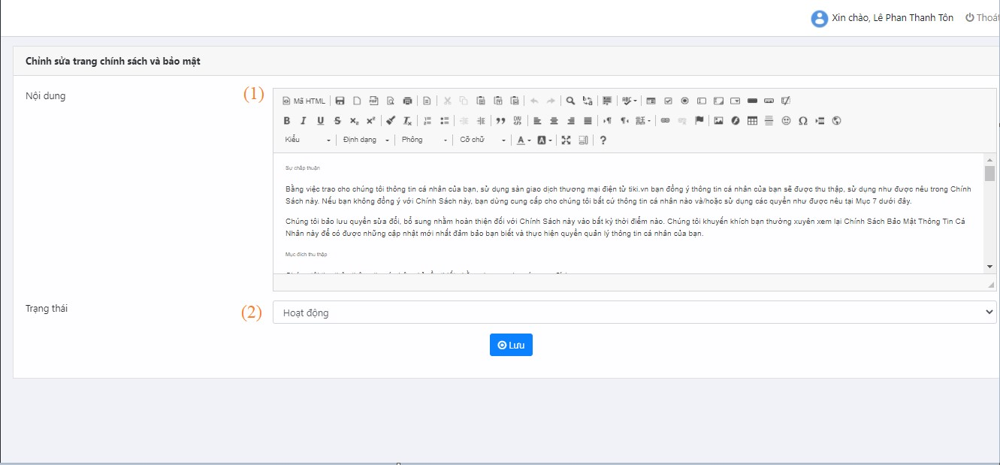 Xin chào, Lê Phan Thanh Tôn Thoát
Chỉnh sửa trang chính sách và bảo mật
Nội dung
(1)
Mã HTML
Kiểu Định dạng Phông Cỡ chữ
Sự chấp thuận
Bằng việc trao cho chúng tôi thông tin cá nhân của bạn, sử dụng sàn giao dịch thương mại điện tử tiki.vn bạn đồng ý thông tin cá nhân của bạn sẽ được thu thập, sử dụng như được nêu trong Chính
Sách này. Nếu bạn không đồng ý với Chính Sách này, bạn dừng cung cấp cho chúng tôi bất cứ thông tin cá nhân nào và/hoặc sử dụng các quyền như được nêu tại Mục 7 dưới đây.
Chúng tôi bảo lưu quyền sửa đổi, bổ sung nhằm hoàn thiện đối với Chính Sách này vào bất kỳ thời điểm nào. Chúng tôi khuyến khích bạn thường xuyên xem lại Chính Sách Bảo Mật Thông Tin Cá
Nhân này để có được những cập nhật mới nhất đảm bảo bạn biết và thực hiện quyền quản lý thông tin cá nhân của bạn.
Mục đích thu thập
Trạng thái
(2)
Hoạt động
Lưu